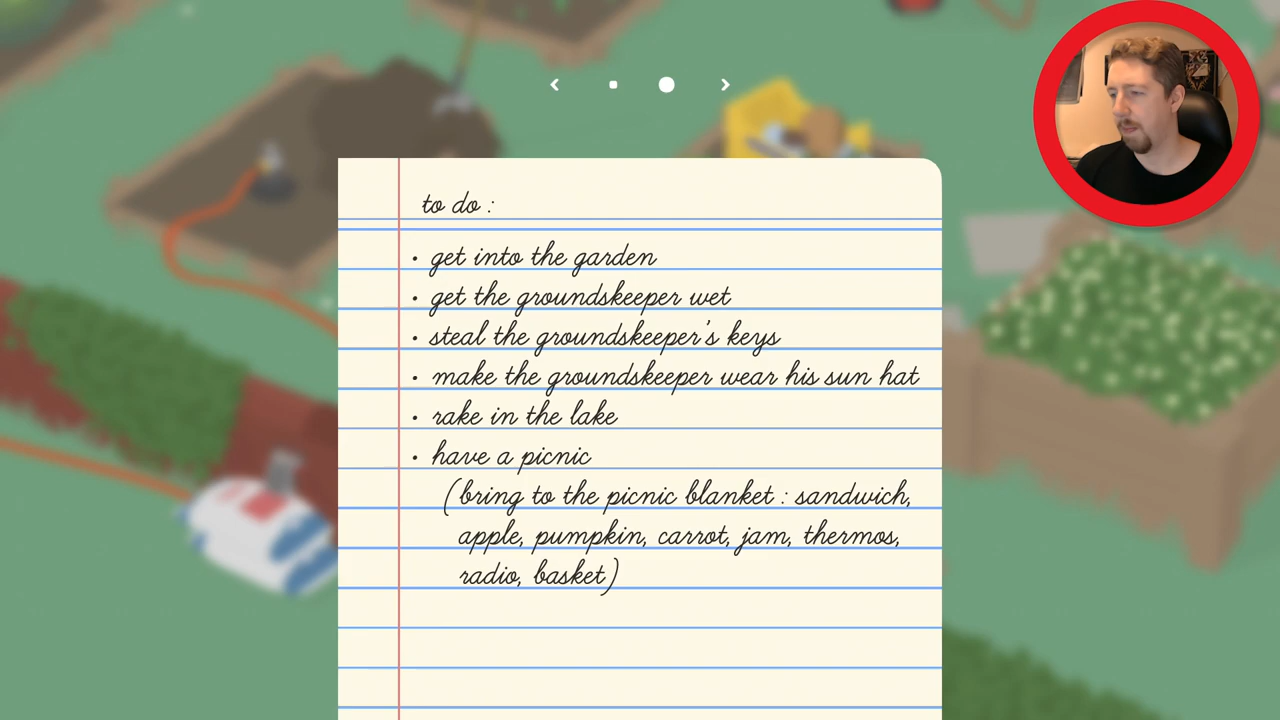 to do :
• get into the garden
• get the groundskeeper wet
• steal the groundskeeper's keys
• make the groundskeeper wear his sun hat
• rake in the lake
• have a picnic
(bring to the picnic blanket : sandwich,
apple, pumpkin, carrot, jam, thermos,
radio, basket)